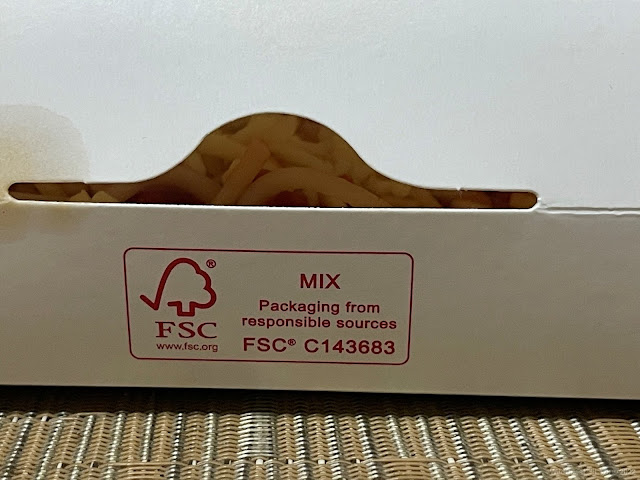 ®
FSC
www.fsc.org
MIX
Packaging from
responsible sources
FSC® C143683